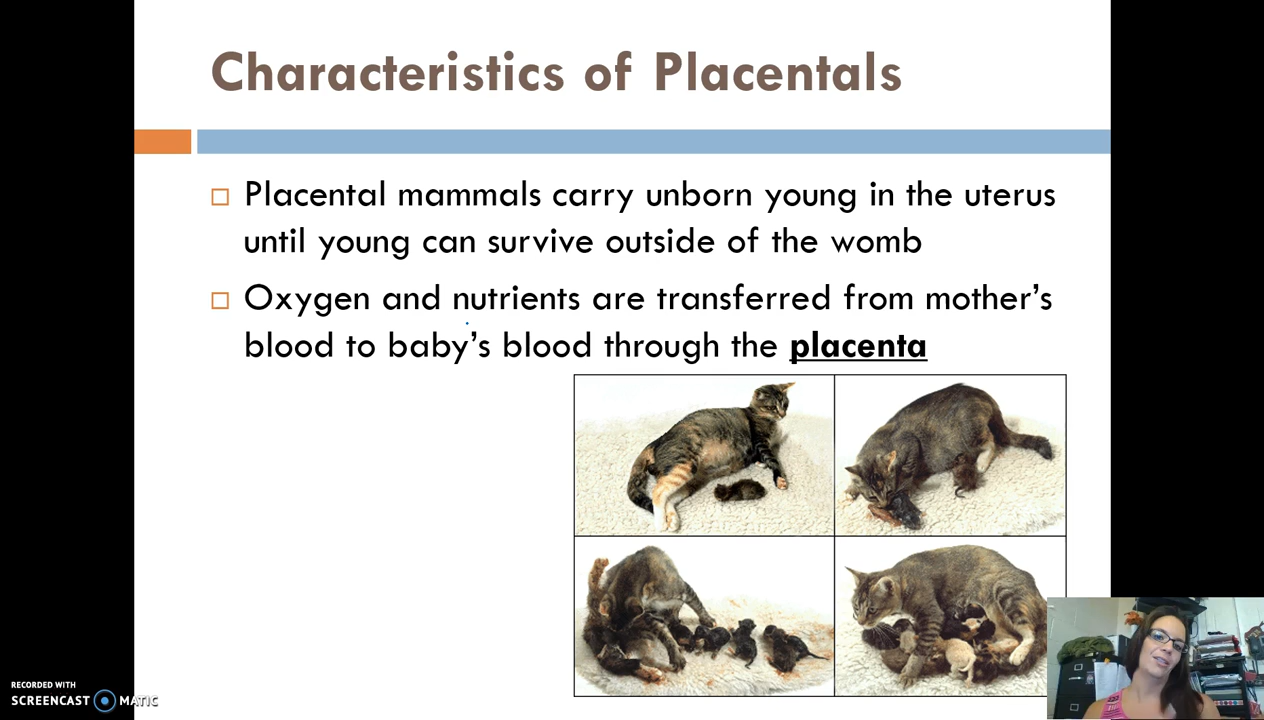 Characteristics of Placentals
Placental mammals carry unborn young in the uterus
until young can survive outside of the womb
Oxygen and nutrients are transferred from mother's
blood to baby's blood through the placenta
RECORDED WITH
SCREENCAST MATIC